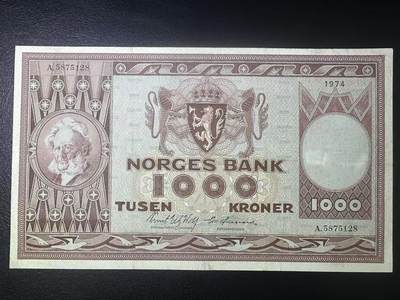 A.5875128
1974
NORGES BANK
1000
TUSEN KRONER
1000
A.5875128